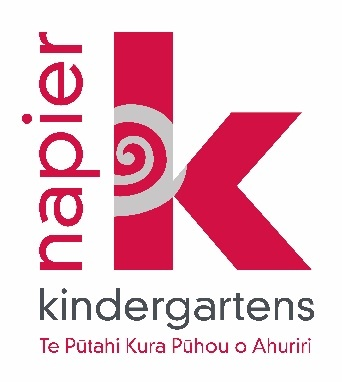 napier
k
kindergartens
Te Pūtahi Kura Pūhou o Ahuriri